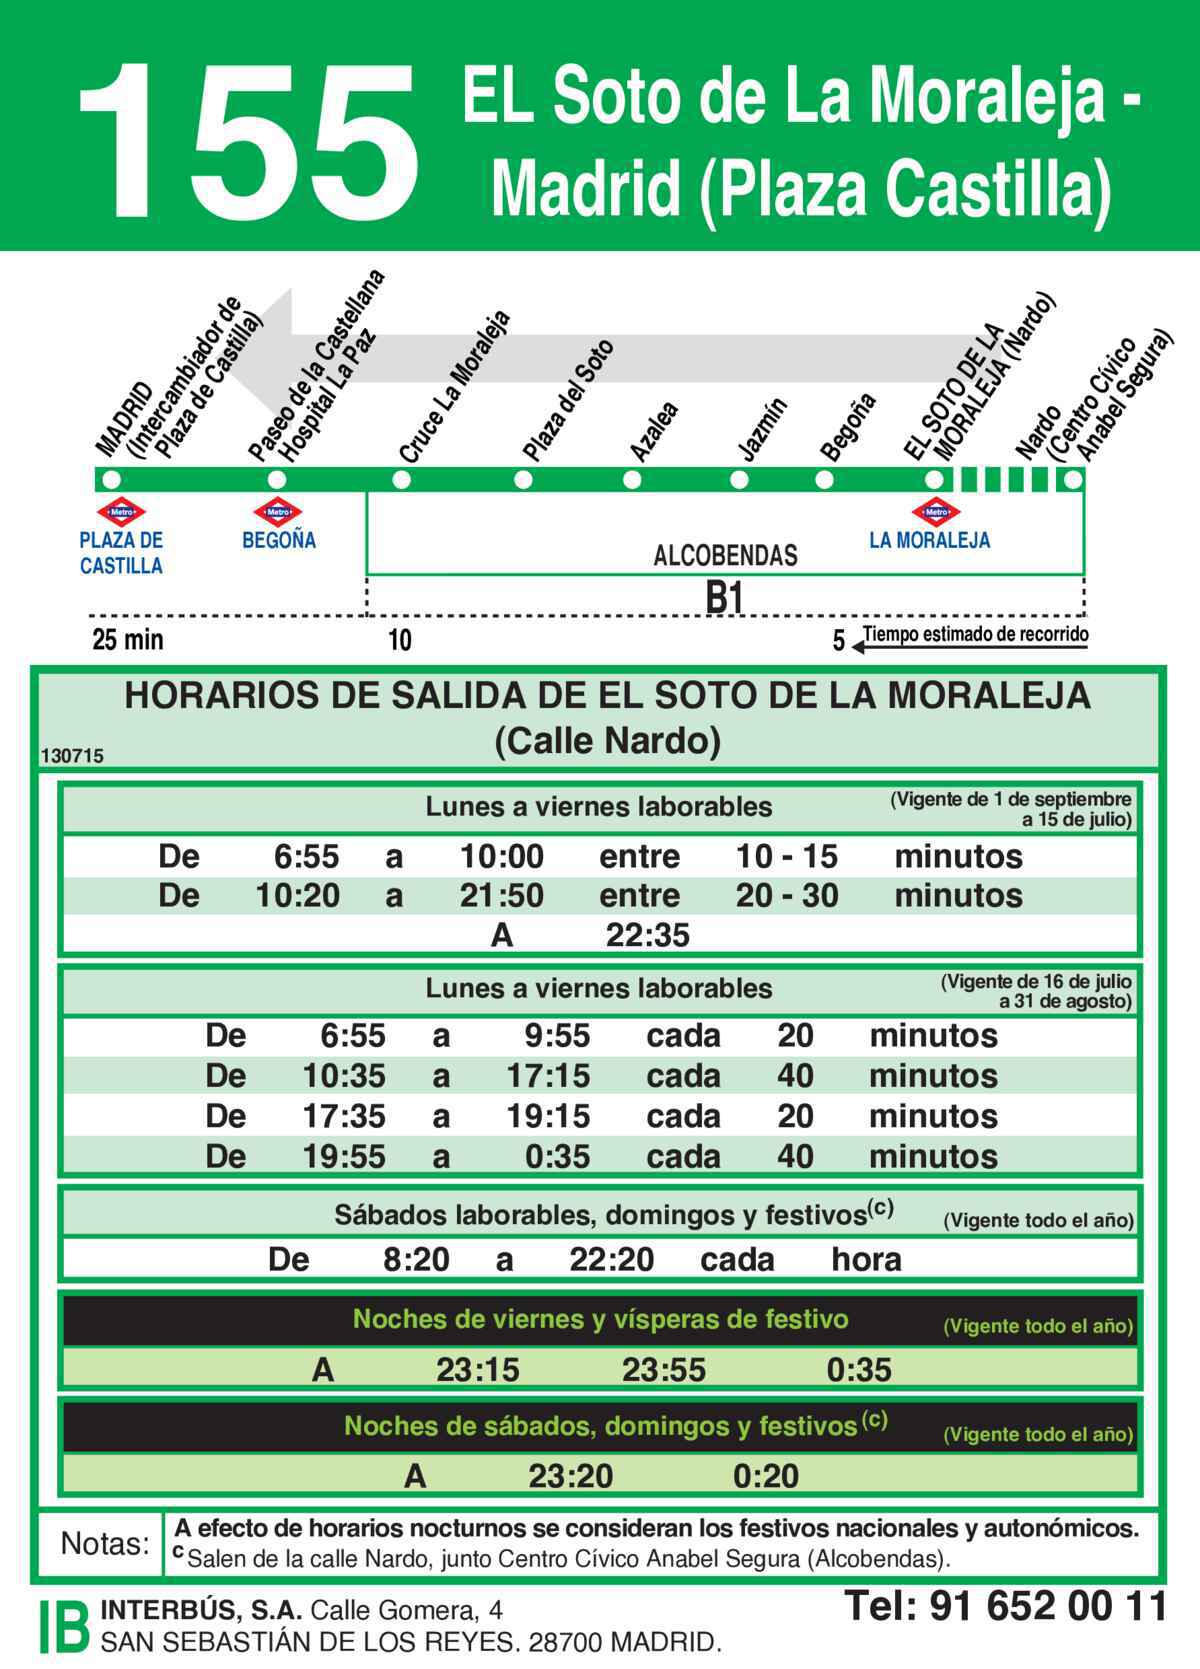 155
EL Soto de La Moraleja -
Madrid (Plaza Castilla)
MADRID
(Intercambiador de
Plaza de Castilla)
Paseo de la Castellana
Hospital La Paz
Cruce La Moraleja
Plaza del Soto
Azalea
Jazmín
Begoña
EL SOTO DE LA
MORALEJA (Nardo)
Nardo
(Centro Cívico
Anabel Segura)
Metro
PLAZA DE
CASTILLA
Metro
BEGOÑA
Metro
LA MORALEJA
ALCOBENDAS
B1
25 min 10 5 Tiempo estimado de recorrido
HORARIOS DE SALIDA DE EL SOTO DE LA MORALEJA
(Calle Nardo)
130715
Lunes a viernes laborables (Vigente de 1 de septiembre
a 15 de julio)
De 6:55 a 10:00 entre 10 - 15 minutos
De 10:20 a 21:50 entre 20 - 30 minutos
A 22:35
Lunes a viernes laborables (Vigente de 16 de julio
a 31 de agosto)
De 6:55 a 9:55 cada 20 minutos
De 10:35 a 17:15 cada 40 minutos
De 17:35 a 19:15 cada 20 minutos
De 19:55 a 0:35 cada 40 minutos
Sábados laborables, domingos y festivos(c) (Vigente todo el año)
De 8:20 a 22:20 cada hora
Noches de viernes y vísperas de festivo (Vigente todo el año)
A 23:15 23:55 0:35
Noches de sábados, domingos y festivos (c) (Vigente todo el año)
A 23:20 0:20
Notas: A efecto de horarios nocturnos se consideran los festivos nacionales y autonómicos.
c Salen de la calle Nardo, junto Centro Cívico Anabel Segura (Alcobendas).
IB INTERBÚS, S.A. Calle Gomera, 4
SAN SEBASTIÁN DE LOS REYES. 28700 MADRID.
Tel: 91 652 00 11